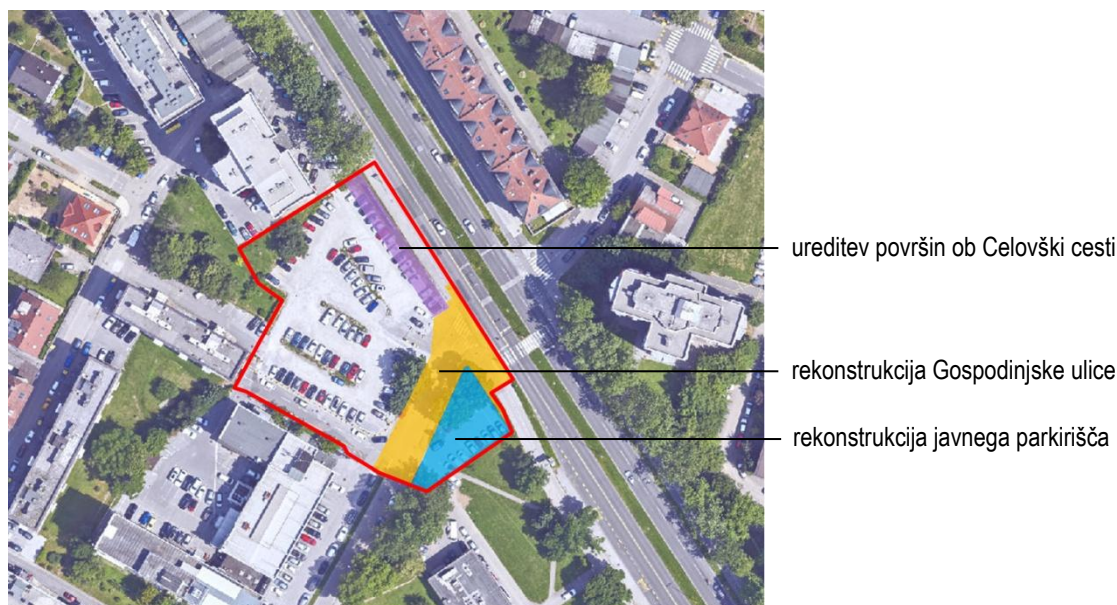 ureditev površin ob Celovški cesti
rekonstrukcija Gospodinjske ulice
rekonstrukcija javnega parkirišča